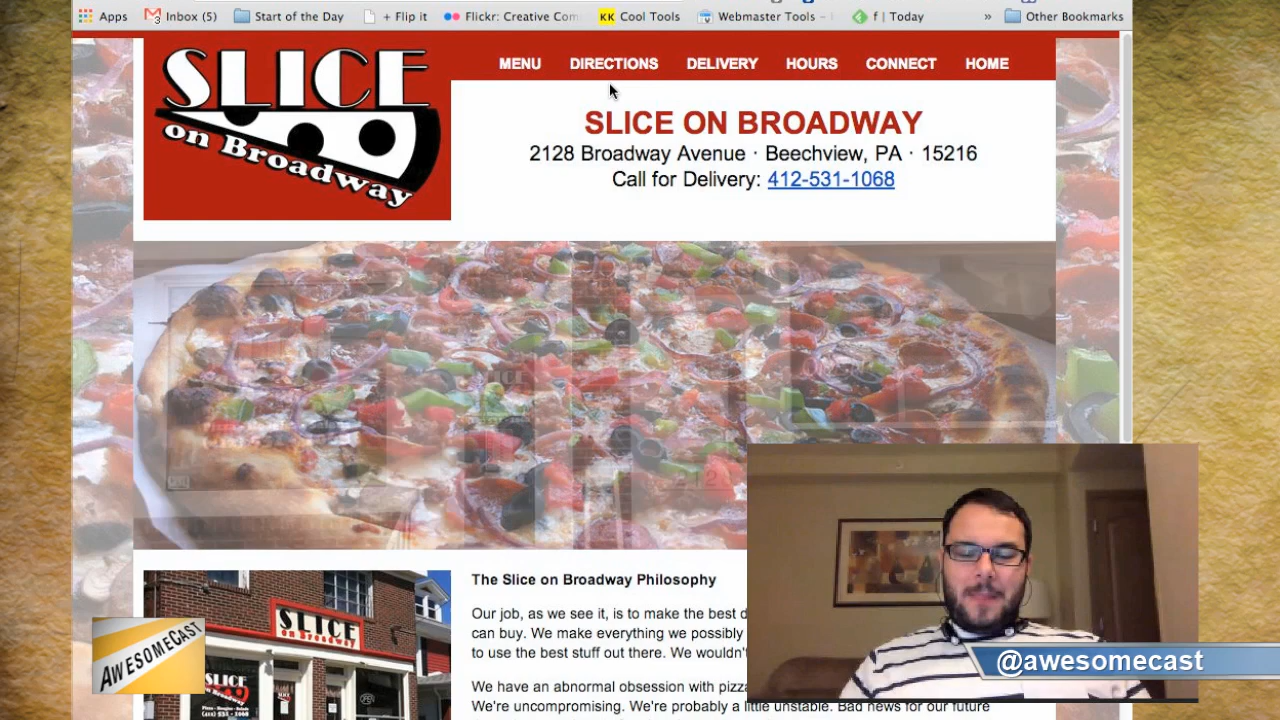 Apps
Inbox (5)
Start of the Day
+ Flip it
Flickr: Creative Com
KK Cool Tools
Webmaster Tools -
f | Today
»
Other Bookmarks
SLICE
on Broadway
MENU
DIRECTIONS
DELIVERY
HOURS
CONNECT
HOME
SLICE ON BROADWAY
2128 Broadway Avenue · Beechview, PA · 15216
Call for Delivery: 412-531-1068
The Slice on Broadway Philosophy
Our job, as we see it, is to make the best d
can buy. We make everything we possibly
to use the best stuff out there. We wouldn'
We have an abnormal obsession with pizza
We're uncompromising. We're probably a little unstable. Bad news for our future
SLICE
on Broadway
SLICE
on Broadway
AWESOMECAST
@awesomecast